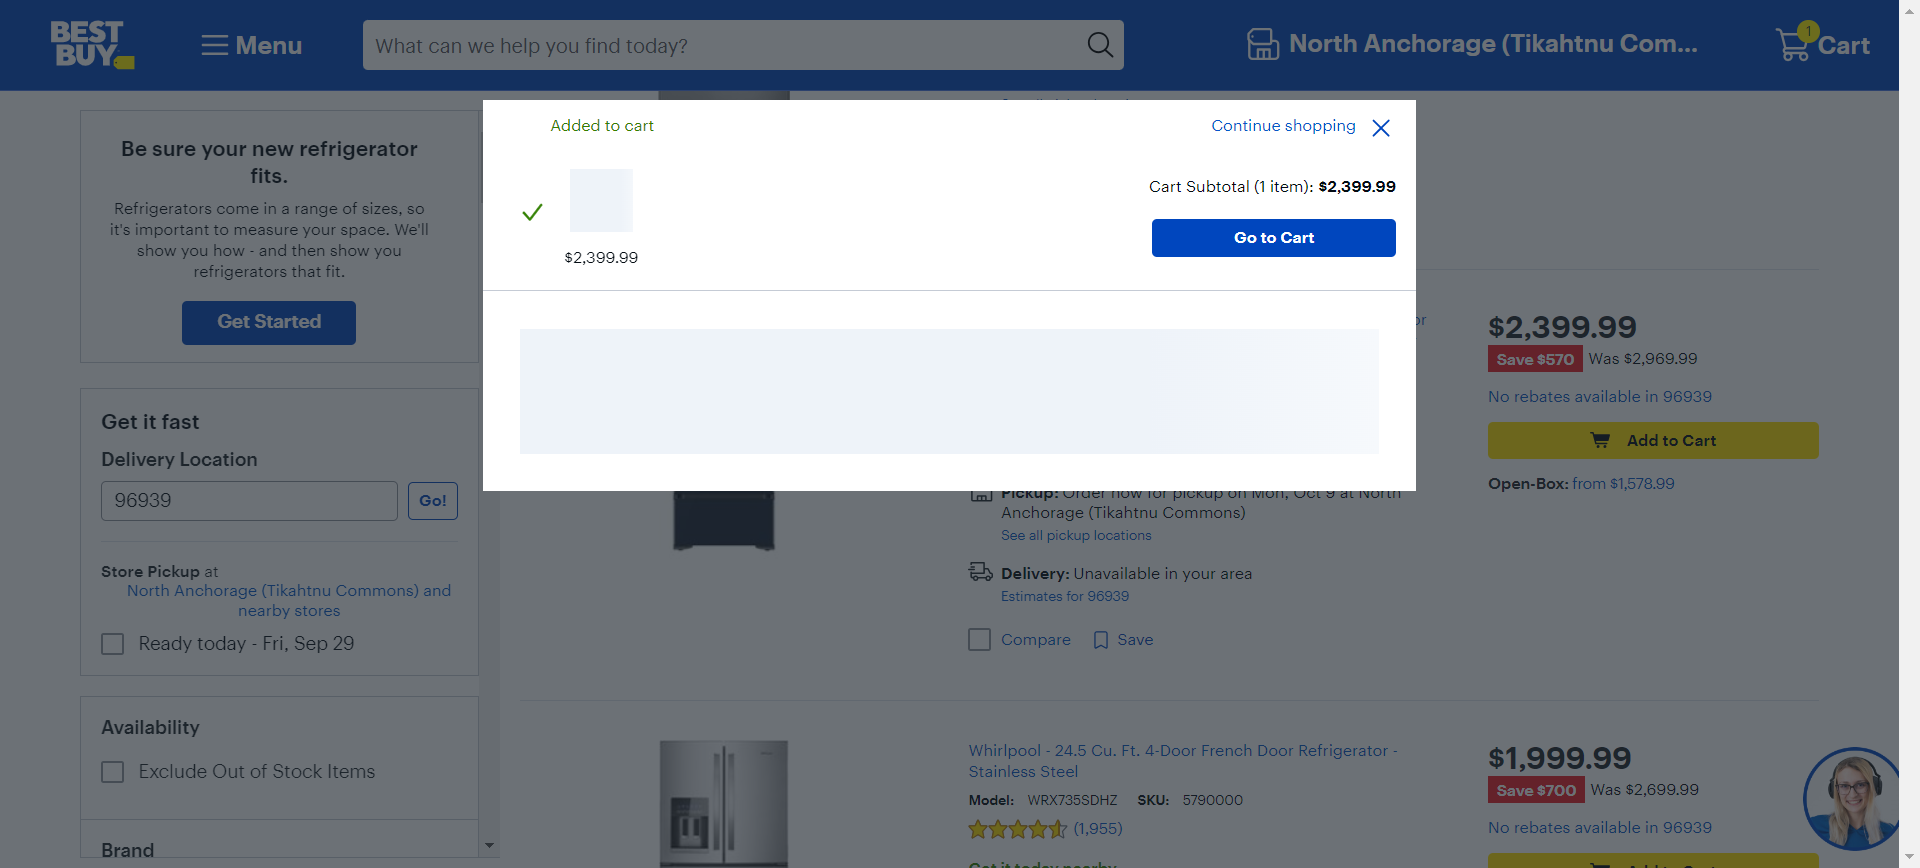 BEST
BUY
Menu
What can we help you find today?
North Anchorage (Tikahtnu Com...
1
Cart
Be sure your new refrigerator
fits.
Refrigerators come in a range of sizes, so
it's important to measure your space. We'll
show you how - and then show you
refrigerators that fit.
Get Started
Get it fast
Delivery Location
96939
Go!
Store Pickup at
North Anchorage (Tikahtnu Commons) and
nearby stores
Ready today - Fri, Sep 29
Availability
Exclude Out of Stock Items
Brand
Added to cart
Continue shopping
$2,399.99
Cart Subtotal (1 item): $2,399.99
Go to Cart
or
$2,399.99
Save $570
Was $2,969.99
No rebates available in 96939
Add to Cart
Open-Box: from $1,578.99
Pickup: Order now for pickup on Mon, Oct 9 at North
Anchorage (Tikahtnu Commons)
See all pickup locations
Delivery: Unavailable in your area
Estimates for 96939
Compare
Save
Whirlpool - 24.5 Cu. Ft. 4-Door French Door Refrigerator -
Stainless Steel
Model: WRX735SDHZ SKU: 5790000
(1,955)
Get it today nearby
$1,999.99
Save $700
Was $2,699.99
No rebates available in 96939
Add to Cart